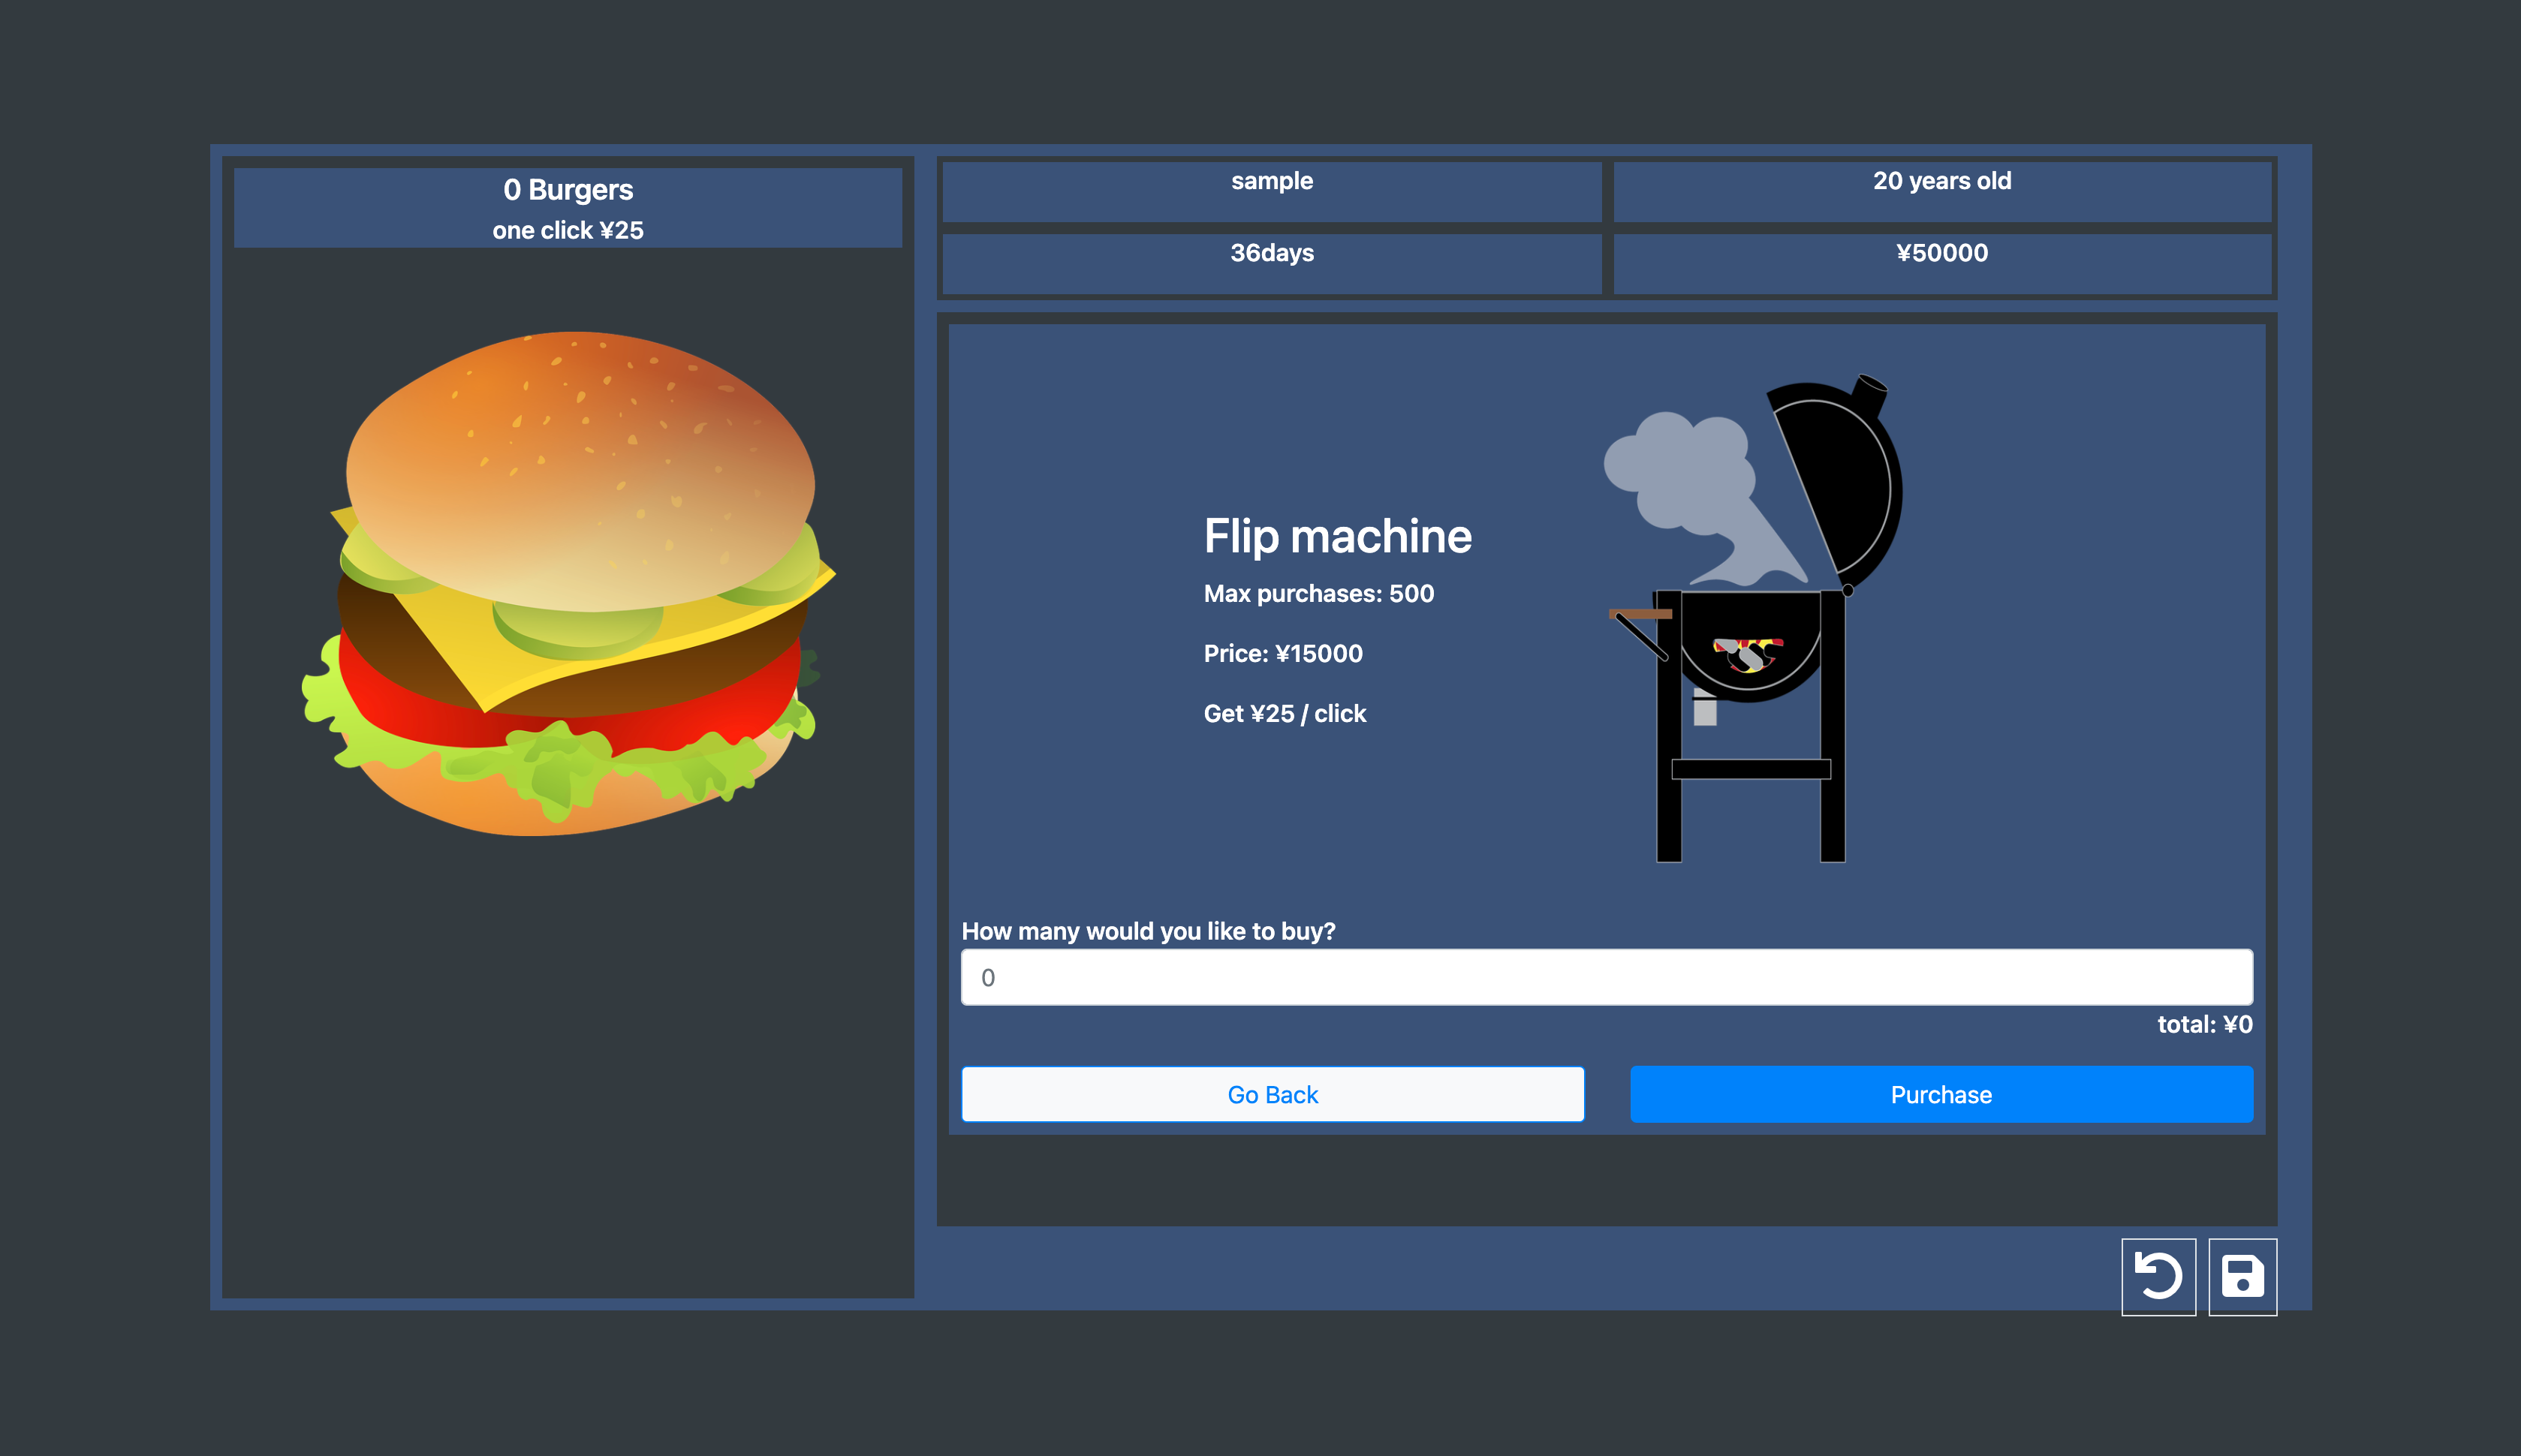 0 Burgers
one click ¥25
sample
20 years old
36days
¥50000
Flip machine
Max purchases: 500
Price: ¥15000
Get ¥25 / click
How many would you like to buy?
0
total: ¥0
Go Back
Purchase